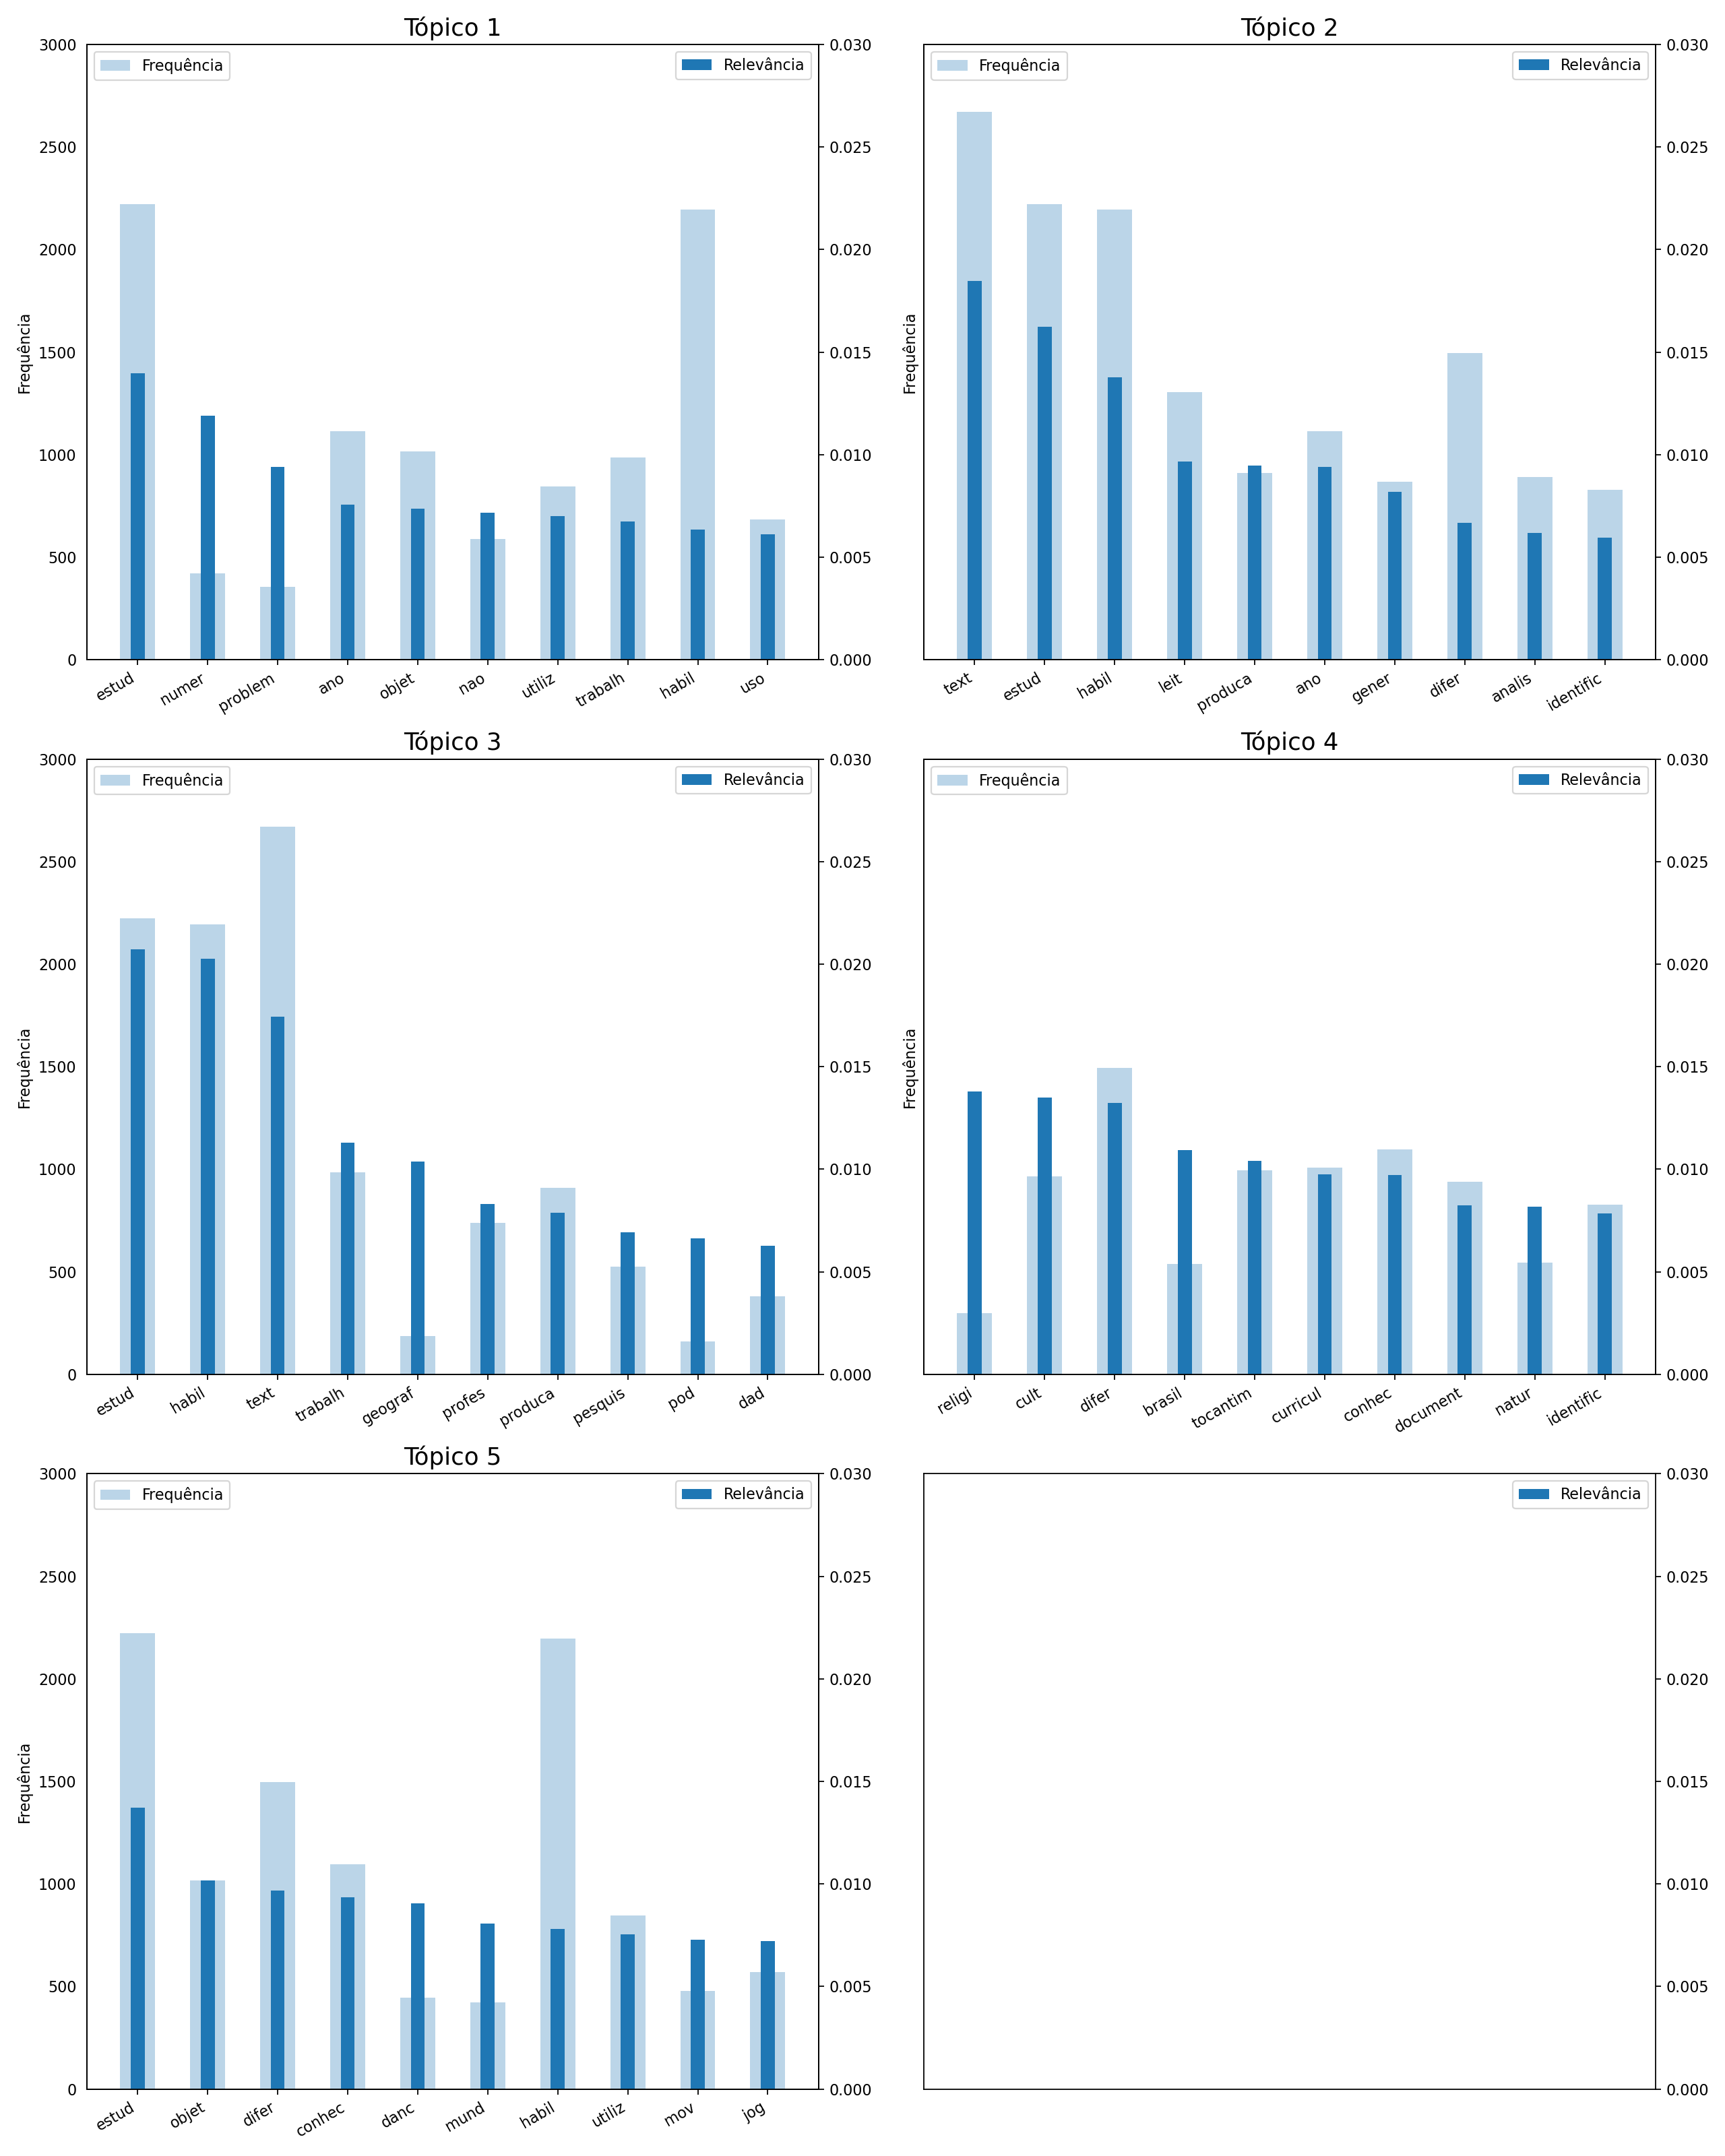 Tópico 1
Frequência
Relevância
3000
2500
2000
1500
1000
500
0
Frequência
0.030
0.025
0.020
0.015
0.010
0.005
0.000
estud numer problem ano objet nao utiliz trabalh habil uso
Tópico 2
Frequência
Relevância
Frequência
0.030
0.025
0.020
0.015
0.010
0.005
0.000
text estud habil leit produca ano gener difer analis identific
Tópico 3
Frequência
Relevância
3000
2500
2000
1500
1000
500
0
Frequência
0.030
0.025
0.020
0.015
0.010
0.005
0.000
estud habil text trabalh geograf profes produca pesquis pod dad
Tópico 4
Frequência
Relevância
Frequência
0.030
0.025
0.020
0.015
0.010
0.005
0.000
religi cult difer brasil tocantim curricul conhec document natur identific
Tópico 5
Frequência
Relevância
3000
2500
2000
1500
1000
500
0
Frequência
0.030
0.025
0.020
0.015
0.010
0.005
0.000
estud objet difer conhec danc mund habil utiliz mov jog
Relevância
0.030
0.025
0.020
0.015
0.010
0.005
0.000